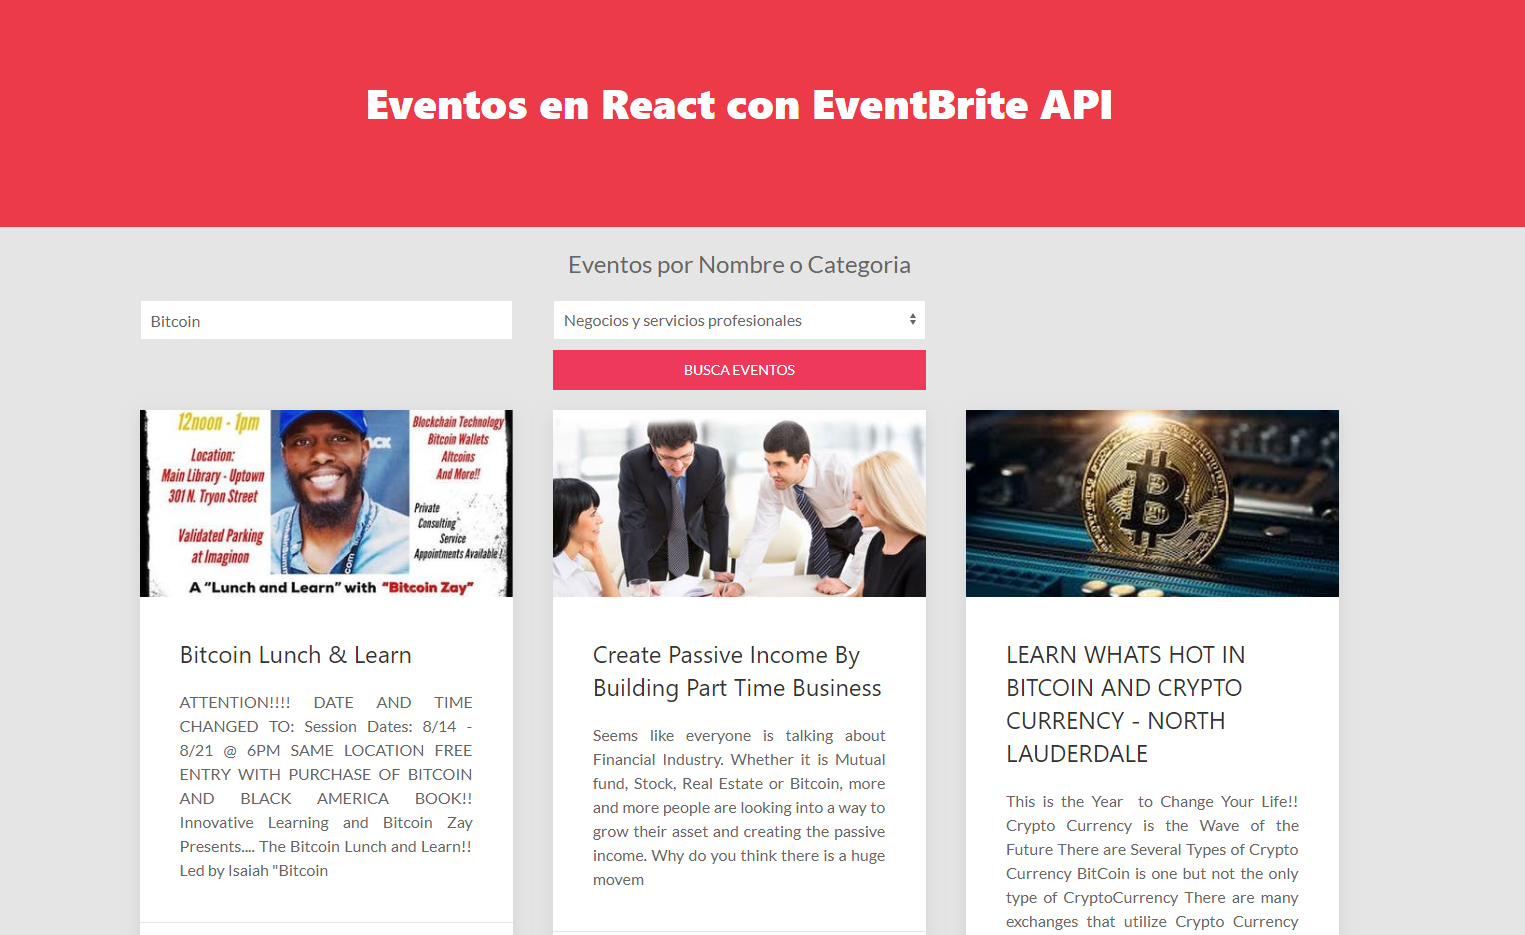 Eventos en React con EventBrite API
Eventos por Nombre o Categoria
Bitcoin
Negocios y servicios profesionales
BUSCA EVENTOS
12noon - 1pm
Location:
Main Library - Uptown
301 N. Tryon Street
Validated Parking
at Imaginon
Blockchain Technology
Bitcoin Wallets
Altcoins
And More!!
Private
Consulting
Service
Appointments Available!
A “Lunch and Learn” with “Bitcoin Zay”
Bitcoin Lunch & Learn
ATTENTION!!!! DATE AND TIME
CHANGED TO: Session Dates: 8/14 -
8/21 @ 6PM SAME LOCATION FREE
ENTRY WITH PURCHASE OF BITCOIN
AND BLACK AMERICA BOOK!!
Innovative Learning and Bitcoin Zay
Presents.... The Bitcoin Lunch and Learn!!
Led by Isaiah "Bitcoin
Create Passive Income By
Building Part Time Business
Seems like everyone is talking about
Financial Industry. Whether it is Mutual
fund, Stock, Real Estate or Bitcoin, more
and more people are looking into a way to
grow their asset and creating the passive
income. Why do you think there is a huge
movem
LEARN WHATS HOT IN
BITCOIN AND CRYPTO
CURRENCY - NORTH
LAUDERDALE
This is the Year  to Change Your Life!!
Crypto Currency is the Wave of the
Future There are Several Types of Crypto
Currency BitCoin is one but not the only
type of CryptoCurrency There are many
exchanges that utilize Crypto Currency